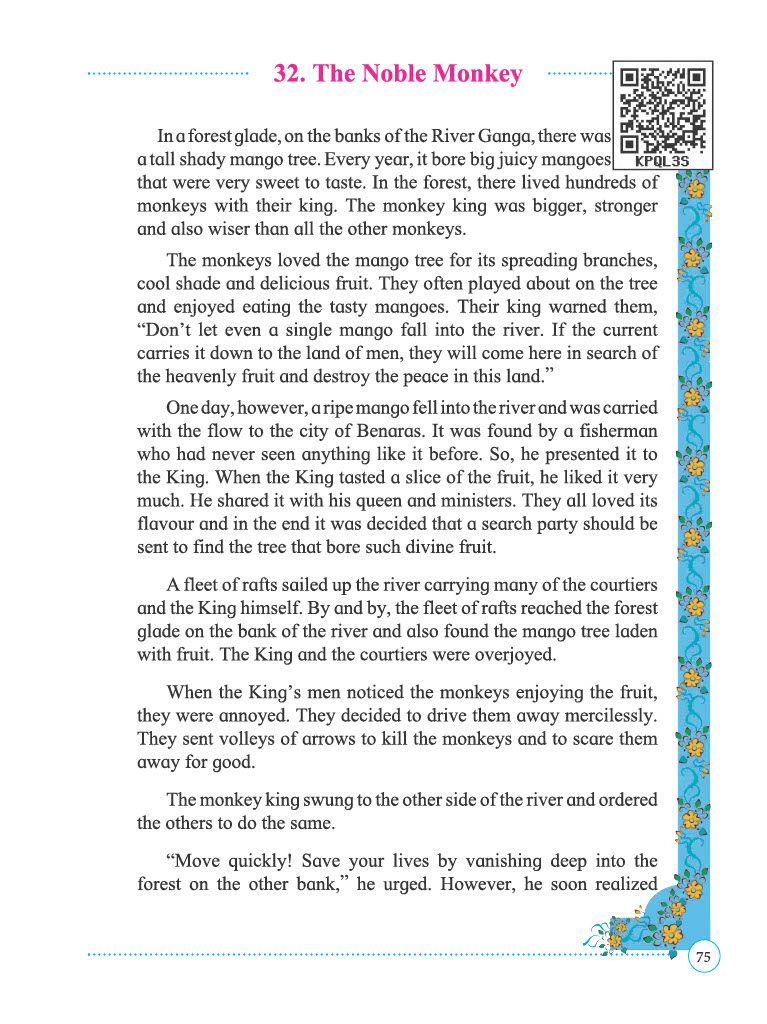 32. The Noble Monkey
KPQL3S
In a forest glade, on the banks of the River Ganga, there was
a tall shady mango tree. Every year, it bore big juicy mangoes
that were very sweet to taste. In the forest, there lived hundreds of
monkeys with their king. The monkey king was bigger, stronger
and also wiser than all the other monkeys.
The monkeys loved the mango tree for its spreading branches,
cool shade and delicious fruit. They often played about on the tree
and enjoyed eating the tasty mangoes. Their king warned them,
“Don’t let even a single mango fall into the river. If the current
carries it down to the land of men, they will come here in search of
the heavenly fruit and destroy the peace in this land.”
One day, however, a ripe mango fell into the river and was carried
with the flow to the city of Benaras. It was found by a fisherman
who had never seen anything like it before. So, he presented it to
the King. When the King tasted a slice of the fruit, he liked it very
much. He shared it with his queen and ministers. They all loved its
flavour and in the end it was decided that a search party should be
sent to find the tree that bore such divine fruit.
A fleet of rafts sailed up the river carrying many of the courtiers
and the King himself. By and by, the fleet of rafts reached the forest
glade on the bank of the river and also found the mango tree laden
with fruit. The King and the courtiers were overjoyed.
When the King’s men noticed the monkeys enjoying the fruit,
they were annoyed. They decided to drive them away mercilessly.
They sent volleys of arrows to kill the monkeys and to scare them
away for good.
The monkey king swung to the other side of the river and ordered
the others to do the same.
“Move quickly! Save your lives by vanishing deep into the
forest on the other bank,” he urged. However, he soon realized
75